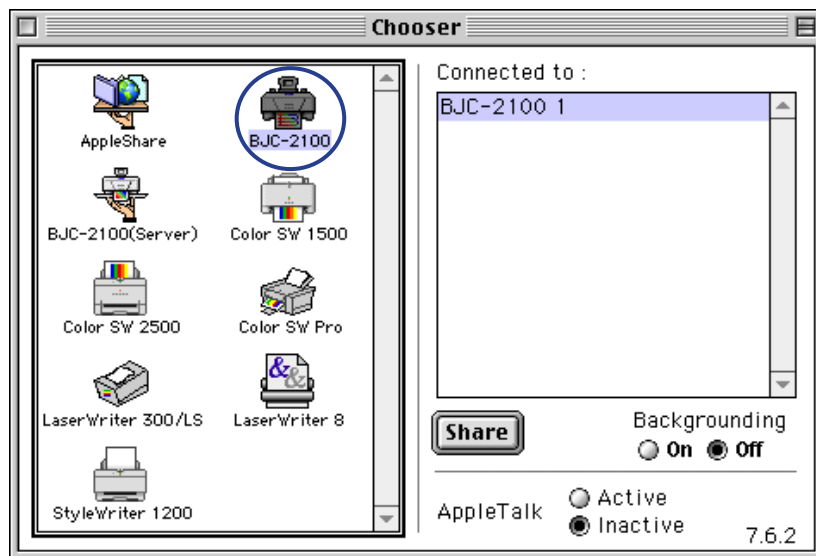 Chooser
AppleShare
BJC-2100
BJC-2100(Server)
Color SW 1500
Color SW 2500
Color SW Pro
LaserWriter 300/LS
LaserWriter 8
StyleWriter 1200
Connected to :
BJC-2100 1
Share
Backgrounding
On Off
AppleTalk
Active
Inactive
7.6.2